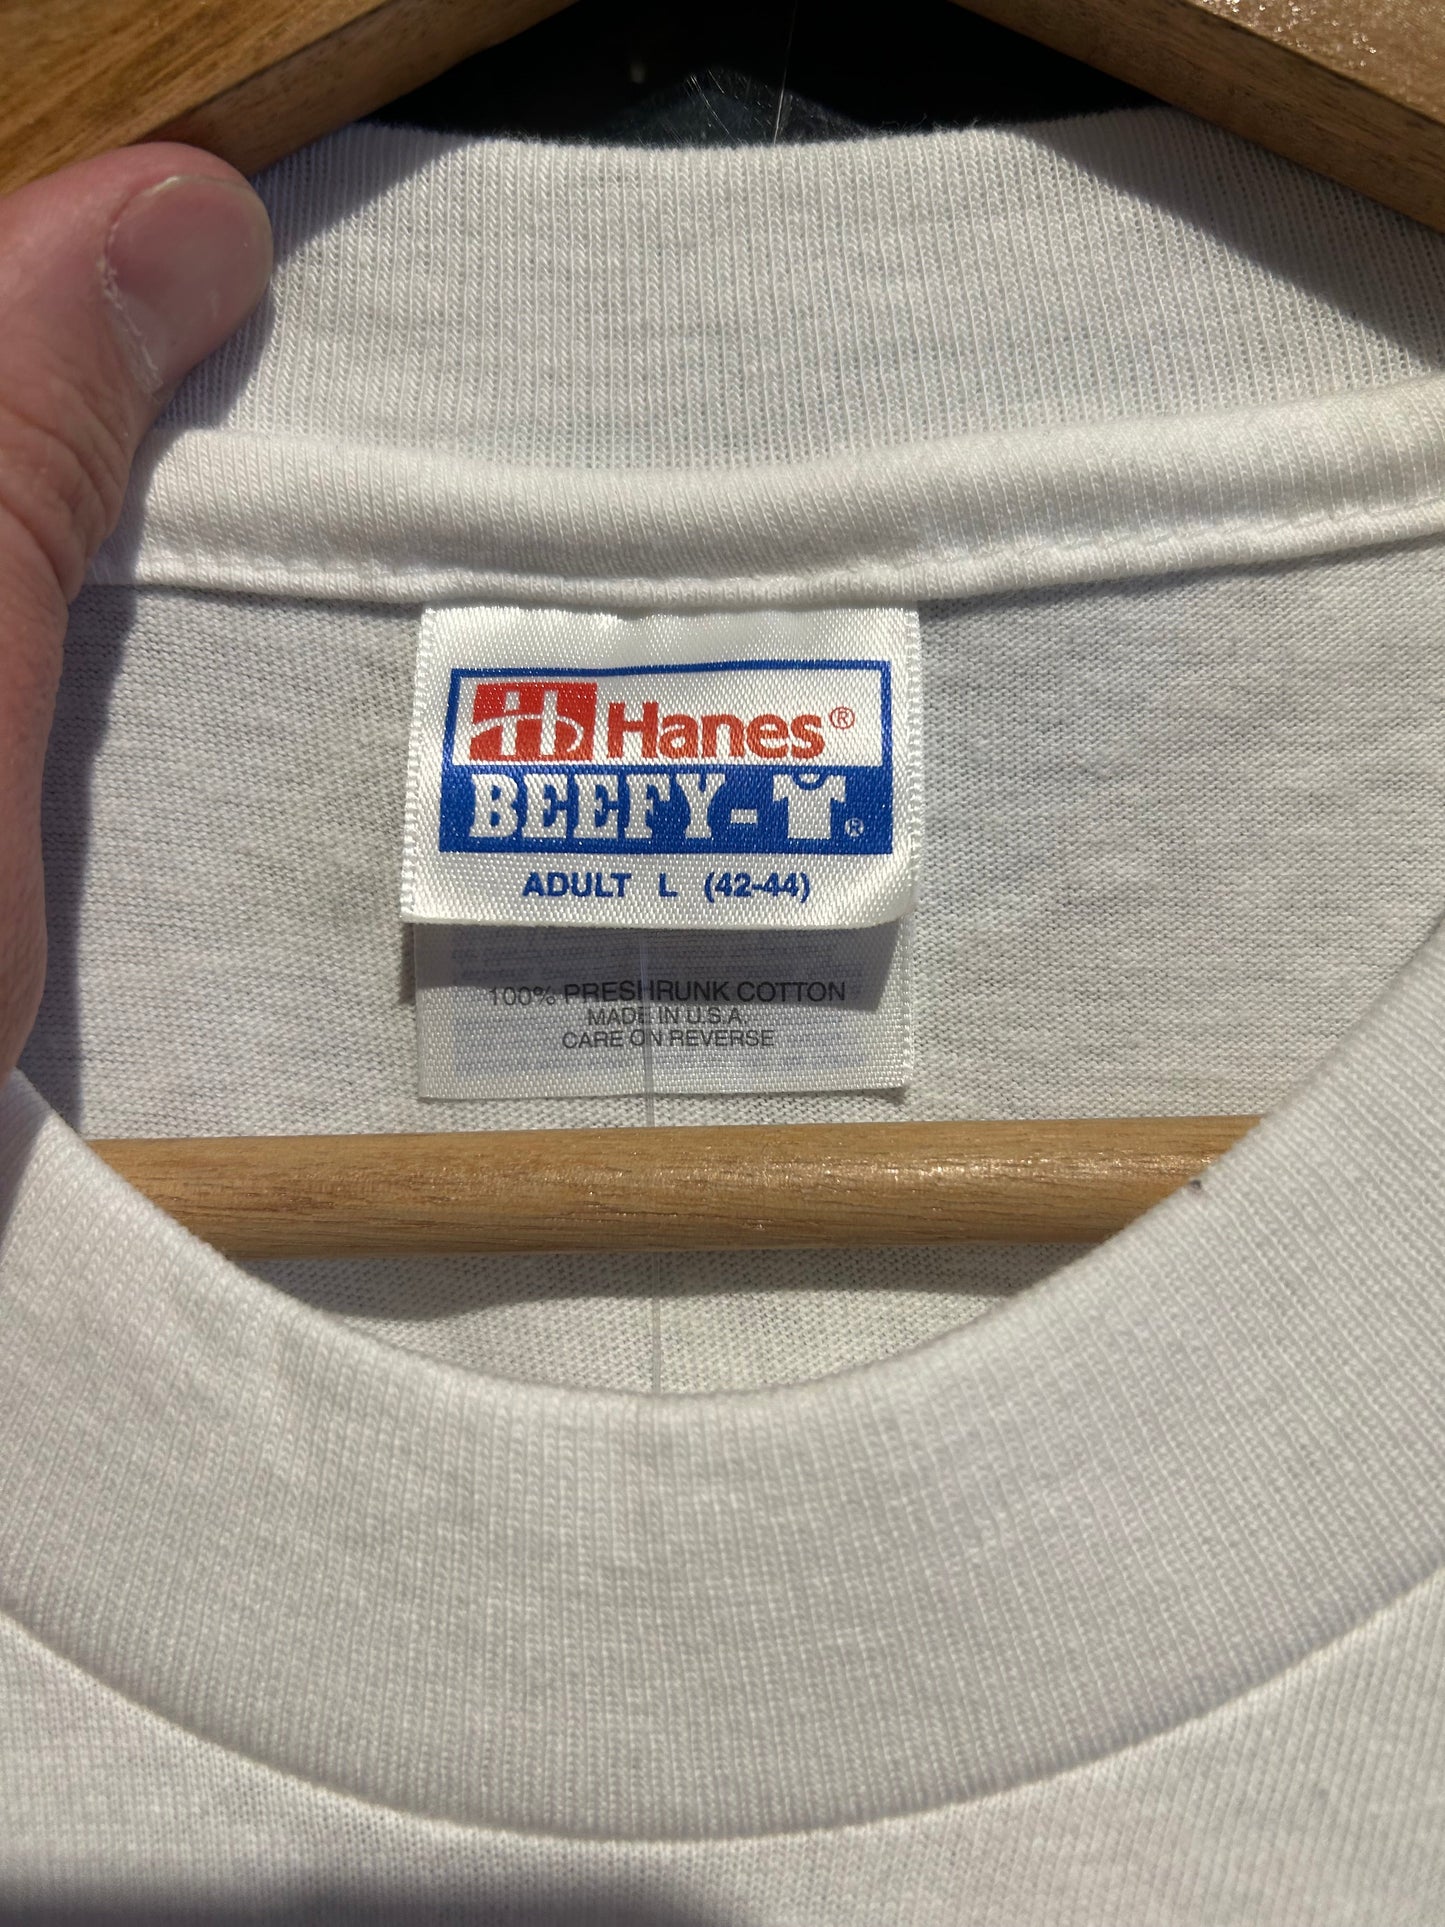 Hanes®
BEEFY-T®
ADULT L (42-44)
100% PRESHRUNK COTTON
MADE IN U.S.A.
CARE ON REVERSE